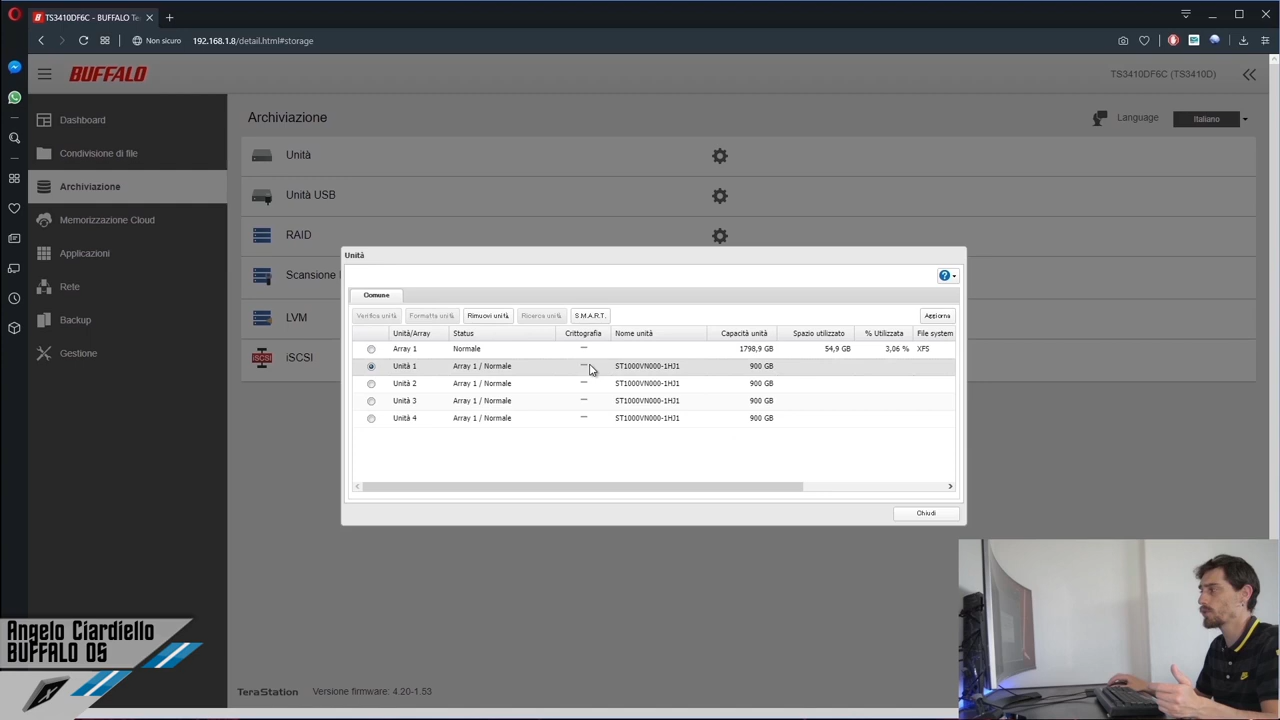 TS3410DF6C - BUFFALO Te
Non sicuro
192.168.1.8/detail.html#storage
BUFFALO
TS3410DF6C (TS3410D)
Dashboard
Condivisione di file
Archiviazione
Memorizzazione Cloud
Applicazioni
Rete
Backup
Gestione
Archiviazione
Language
Italiano
Unità
Unità USB
RAID
Scansione
LVM
iSCSI
iSCSI
Unità
Comune
Verifica unità Formatta unità Rimuovi unità Ricerca unità S.M.A.R.T. Aggiorna
Unità/Array Status Crittografia Nome unità Capacità unità Spazio utilizzato % Utilizzata File system
Array 1 Normale — 1798,9 GB 54,9 GB 3,06 % XFS
Unità 1 Array 1 / Normale — ST1000VN000-1HJ1 900 GB
Unità 2 Array 1 / Normale — ST1000VN000-1HJ1 900 GB
Unità 3 Array 1 / Normale — ST1000VN000-1HJ1 900 GB
Unità 4 Array 1 / Normale — ST1000VN000-1HJ1 900 GB
Chiudi
Angelo Ciardiello
BUFFALO OS
TeraStation Versione firmware: 4.20-1.53